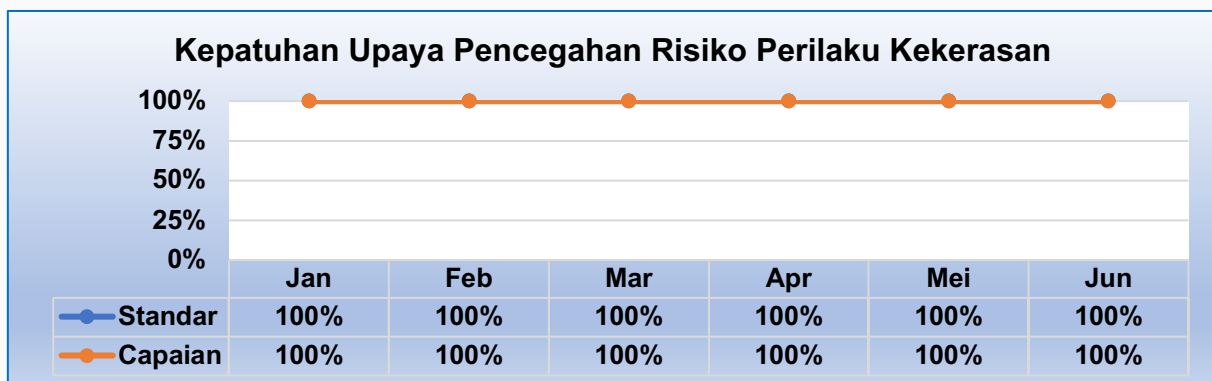 Kepatuhan Upaya Pencegahan Risiko Perilaku Kekerasan
100%
75%
50%
25%
0%
Jan Feb Mar Apr Mei Jun
Standar 100% 100% 100% 100% 100% 100%
Capaian 100% 100% 100% 100% 100% 100%